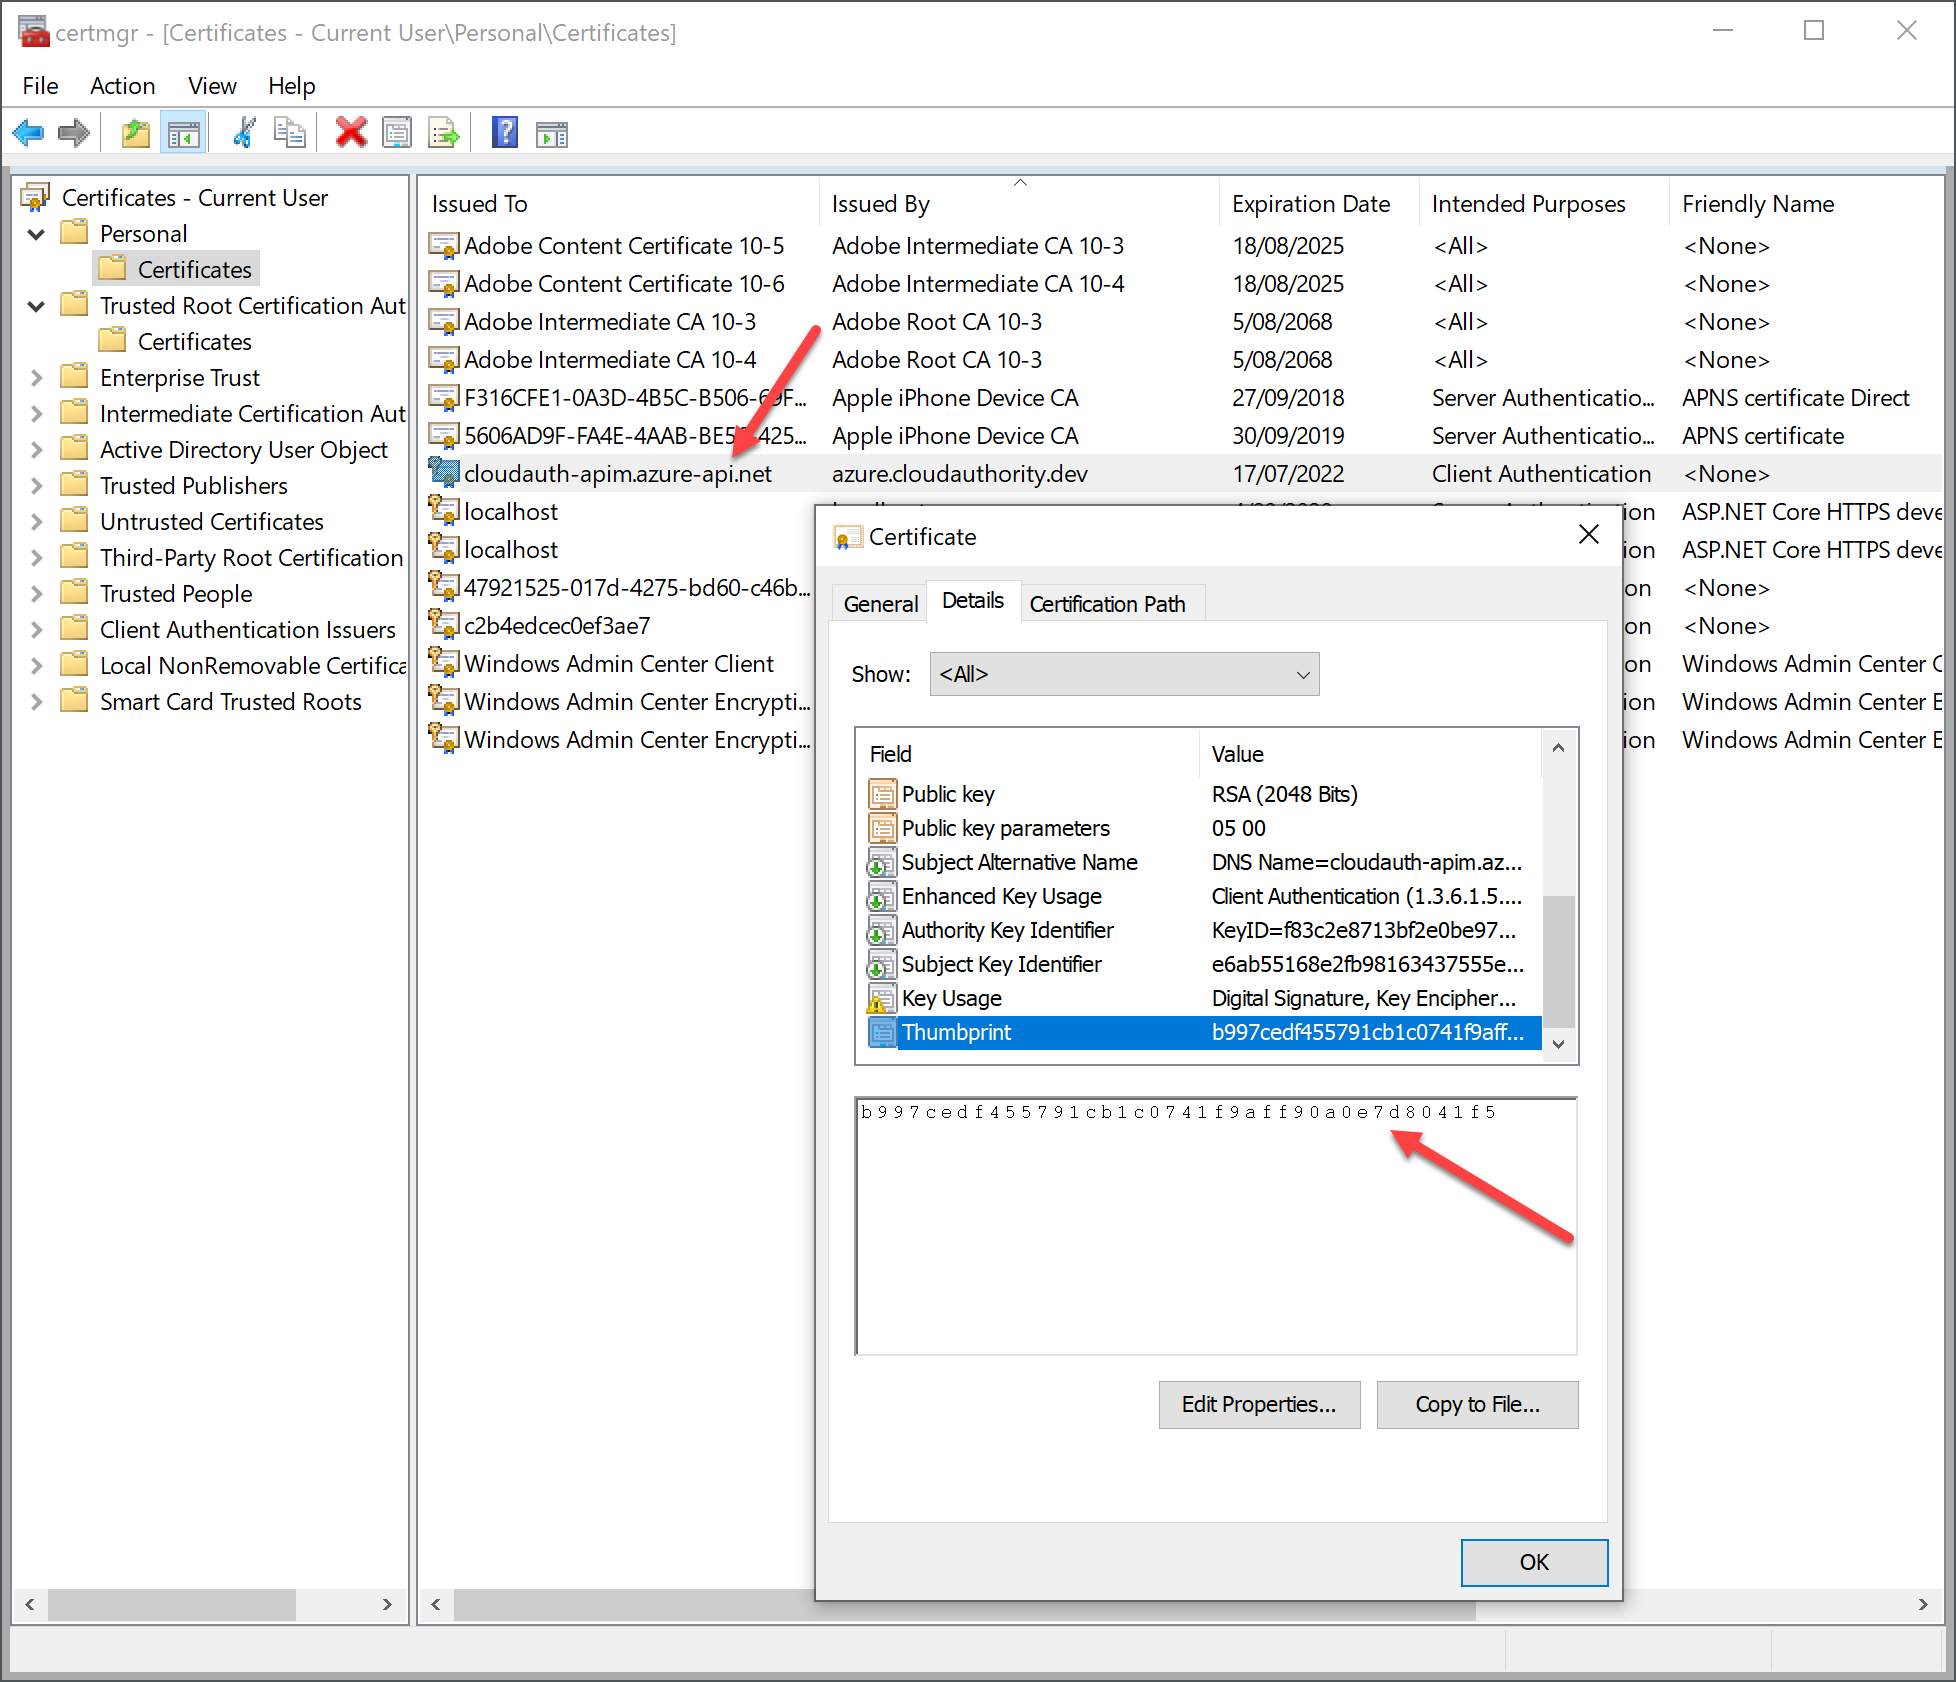 certmgr - [Certificates - Current User\Personal\Certificates]
File Action View Help
Certificates - Current User
Personal
Certificates
Trusted Root Certification Aut
Certificates
Enterprise Trust
Intermediate Certification Aut
Active Directory User Object
Trusted Publishers
Untrusted Certificates
Third-Party Root Certification
Trusted People
Client Authentication Issuers
Local NonRemovable Certifica
Smart Card Trusted Roots
Issued To Issued By Expiration Date Intended Purposes Friendly Name
Adobe Content Certificate 10-5 Adobe Intermediate CA 10-3 18/08/2025 <All> <None>
Adobe Content Certificate 10-6 Adobe Intermediate CA 10-4 18/08/2025 <All> <None>
Adobe Intermediate CA 10-3 Adobe Root CA 10-3 5/08/2068 <All> <None>
Adobe Intermediate CA 10-4 Adobe Root CA 10-3 5/08/2068 <All> <None>
F316CFE1-0A3D-4B5C-B506-69F... Apple iPhone Device CA 27/09/2018 Server Authenticatio... APNS certificate Direct
Apple iPhone Device CA 30/09/2019 Server Authenticatio... APNS certificate
cloudauth-apim.azure-api.net azure.cloudauthority.dev 17/07/2022 Client Authentication <None>
localhost ion ASP.NET Core HTTPS deve
localhost ion ASP.NET Core HTTPS deve
47921525-017d-4275-bd60-c46b... on <None>
c2b4edcec0ef3ae7 on <None>
Windows Admin Center Client on Windows Admin Center C
Windows Admin Center Encrypti... ion Windows Admin Center E
Windows Admin Center Encrypti... ion Windows Admin Center E
Certificate
General Details Certification Path
Show: <All>
Field Value
Public key RSA (2048 Bits)
Public key parameters 05 00
Subject Alternative Name DNS Name=cloudauth-apim.az...
Enhanced Key Usage Client Authentication (1.3.6.1.5....
Authority Key Identifier KeyID=f83c2e8713bf2e0be97...
Subject Key Identifier e6ab55168e2fb98163437555e...
Key Usage Digital Signature, Key Encipher...
Thumbprint b997cedf455791cb1c0741f9aff...
b997cedf455791cb1c0741f9aff90a0e7d8041f5
Edit Properties... Copy to File...
OK